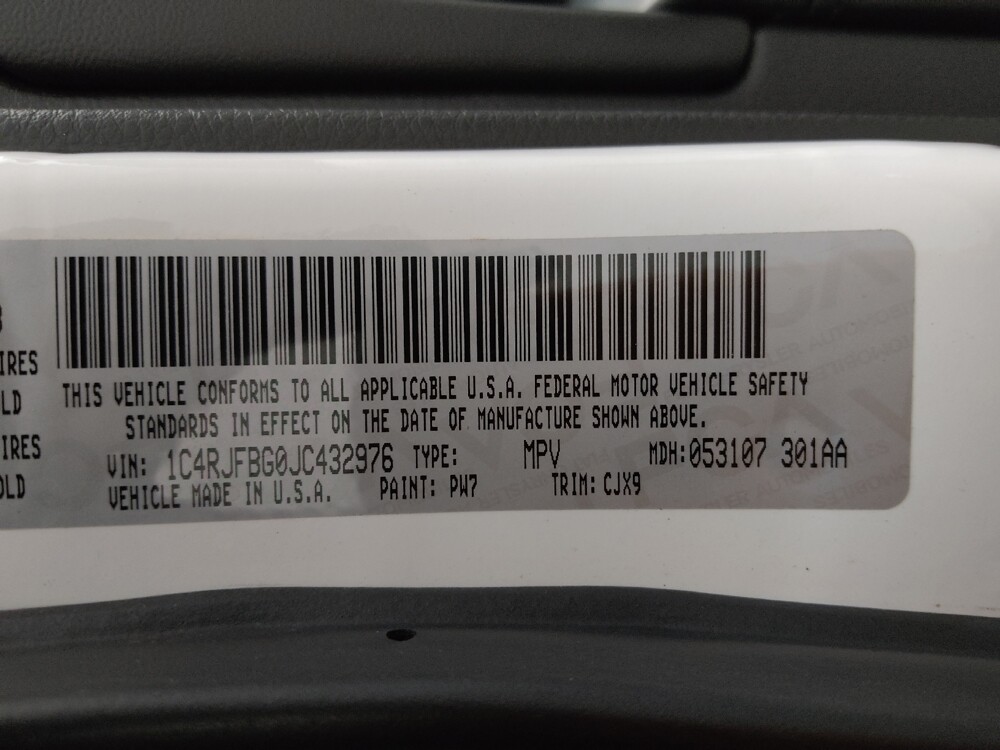 IRES
OLD
IRES
OLD
THIS VEHICLE CONFORMS TO ALL APPLICABLE U.S.A. FEDERAL MOTOR VEHICLE SAFETY
STANDARDS IN EFFECT ON THE DATE OF MANUFACTURE SHOWN ABOVE.
VIN: 1C4RJFBG0JC432976 TYPE: MPV MDH:053107 301AA
VEHICLE MADE IN U.S.A. PAINT: PW7 TRIM: CJX9